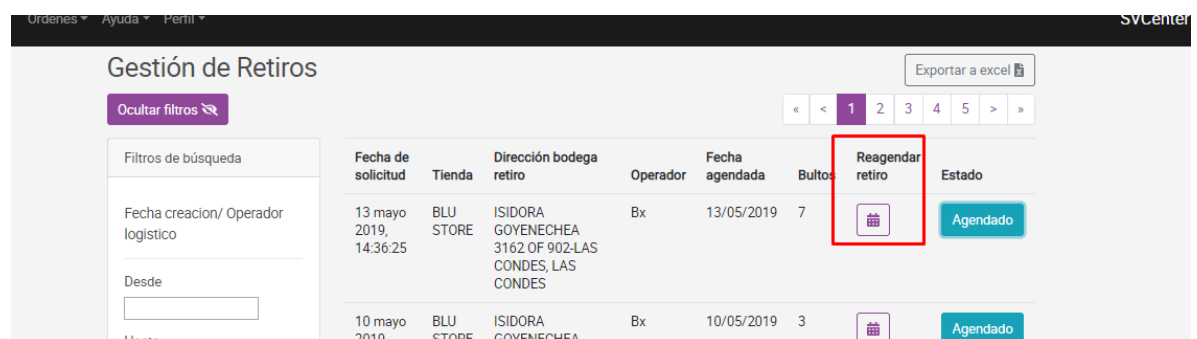 Ordenes Ayuda Perfil SVCenter
Gestión de Retiros
Exportar a excel
Ocultar filtros
« < 1 2 3 4 5 > »
Filtros de búsqueda
Fecha creacion/ Operador
logistico
Desde
Fecha de solicitud Tienda Dirección bodega retiro Operador Fecha agendada Bultos Reagendar retiro Estado
13 mayo 2019, 14:36:25 BLU STORE ISIDORA GOYENECHEA 3162 OF 902-LAS CONDES, LAS CONDES Bx 13/05/2019 7 Agendado
10 mayo 2019 BLU STORE ISIDORA GOYENECHEA Bx 10/05/2019 3 Agendado